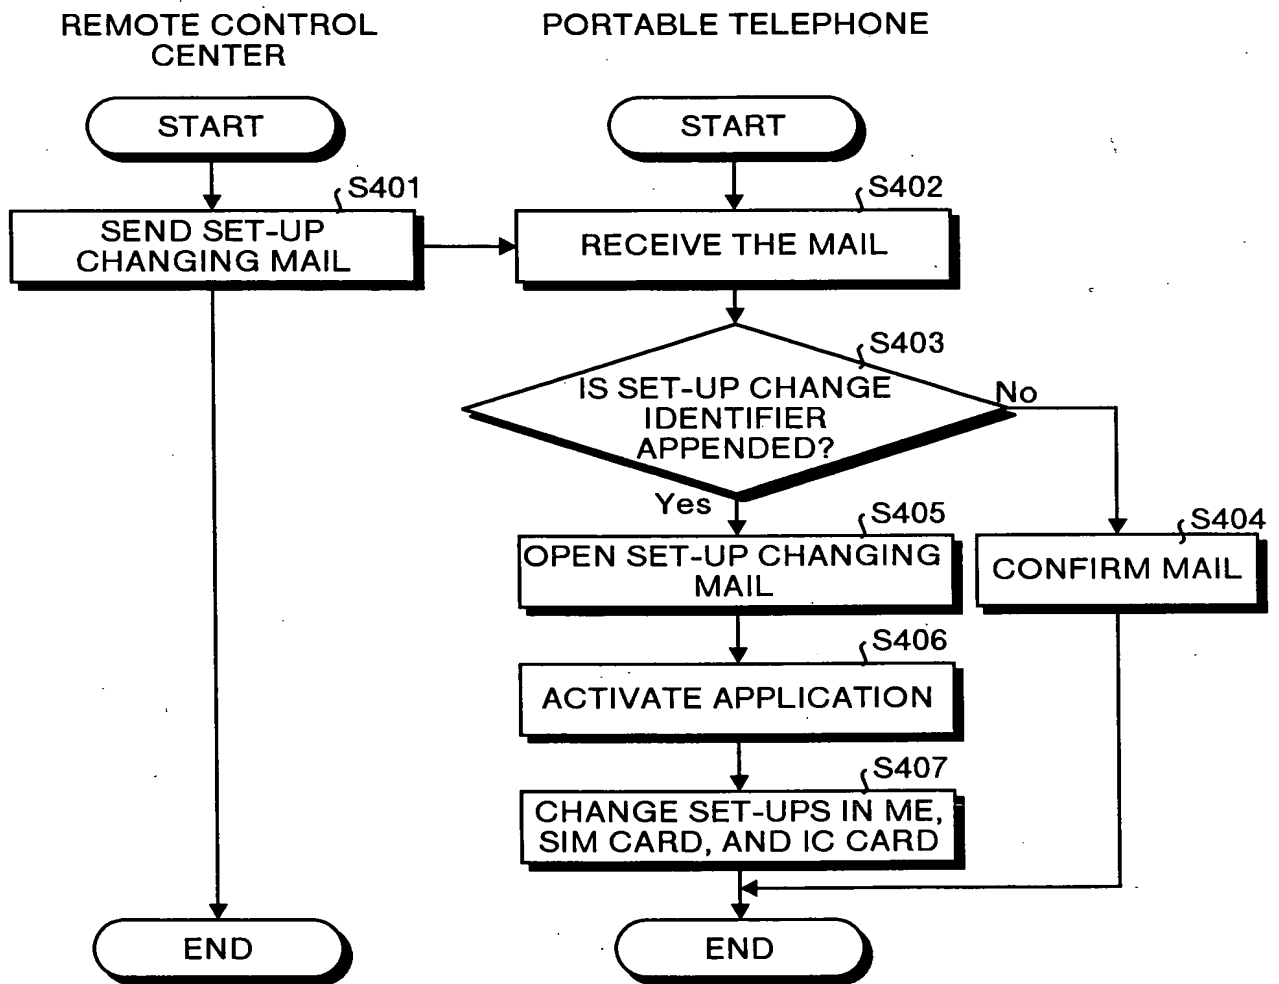 REMOTE CONTROL
CENTER
PORTABLE TELEPHONE
START
START
S401
SEND SET-UP
CHANGING MAIL
S402
RECEIVE THE MAIL
S403
IS SET-UP CHANGE
IDENTIFIER
APPENDED?
No
Yes
S405
OPEN SET-UP CHANGING
MAIL
S404
CONFIRM MAIL
S406
ACTIVATE APPLICATION
S407
CHANGE SET-UPS IN ME,
SIM CARD, AND IC CARD
END
END